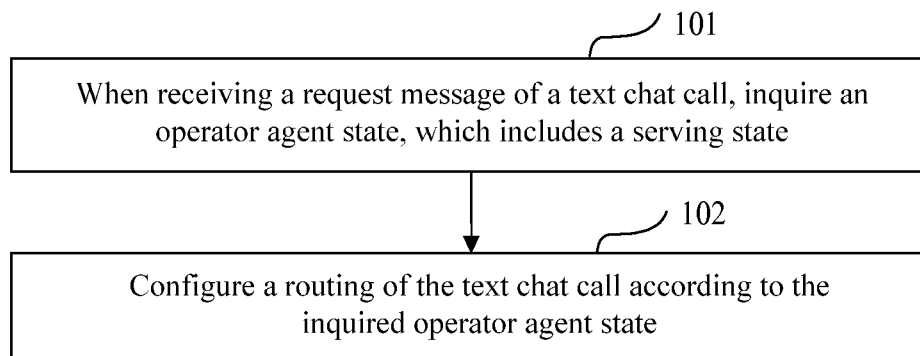 101
When receiving a request message of a text chat call, inquire an
operator agent state, which includes a serving state
102
Configure a routing of the text chat call according to the
inquired operator agent state